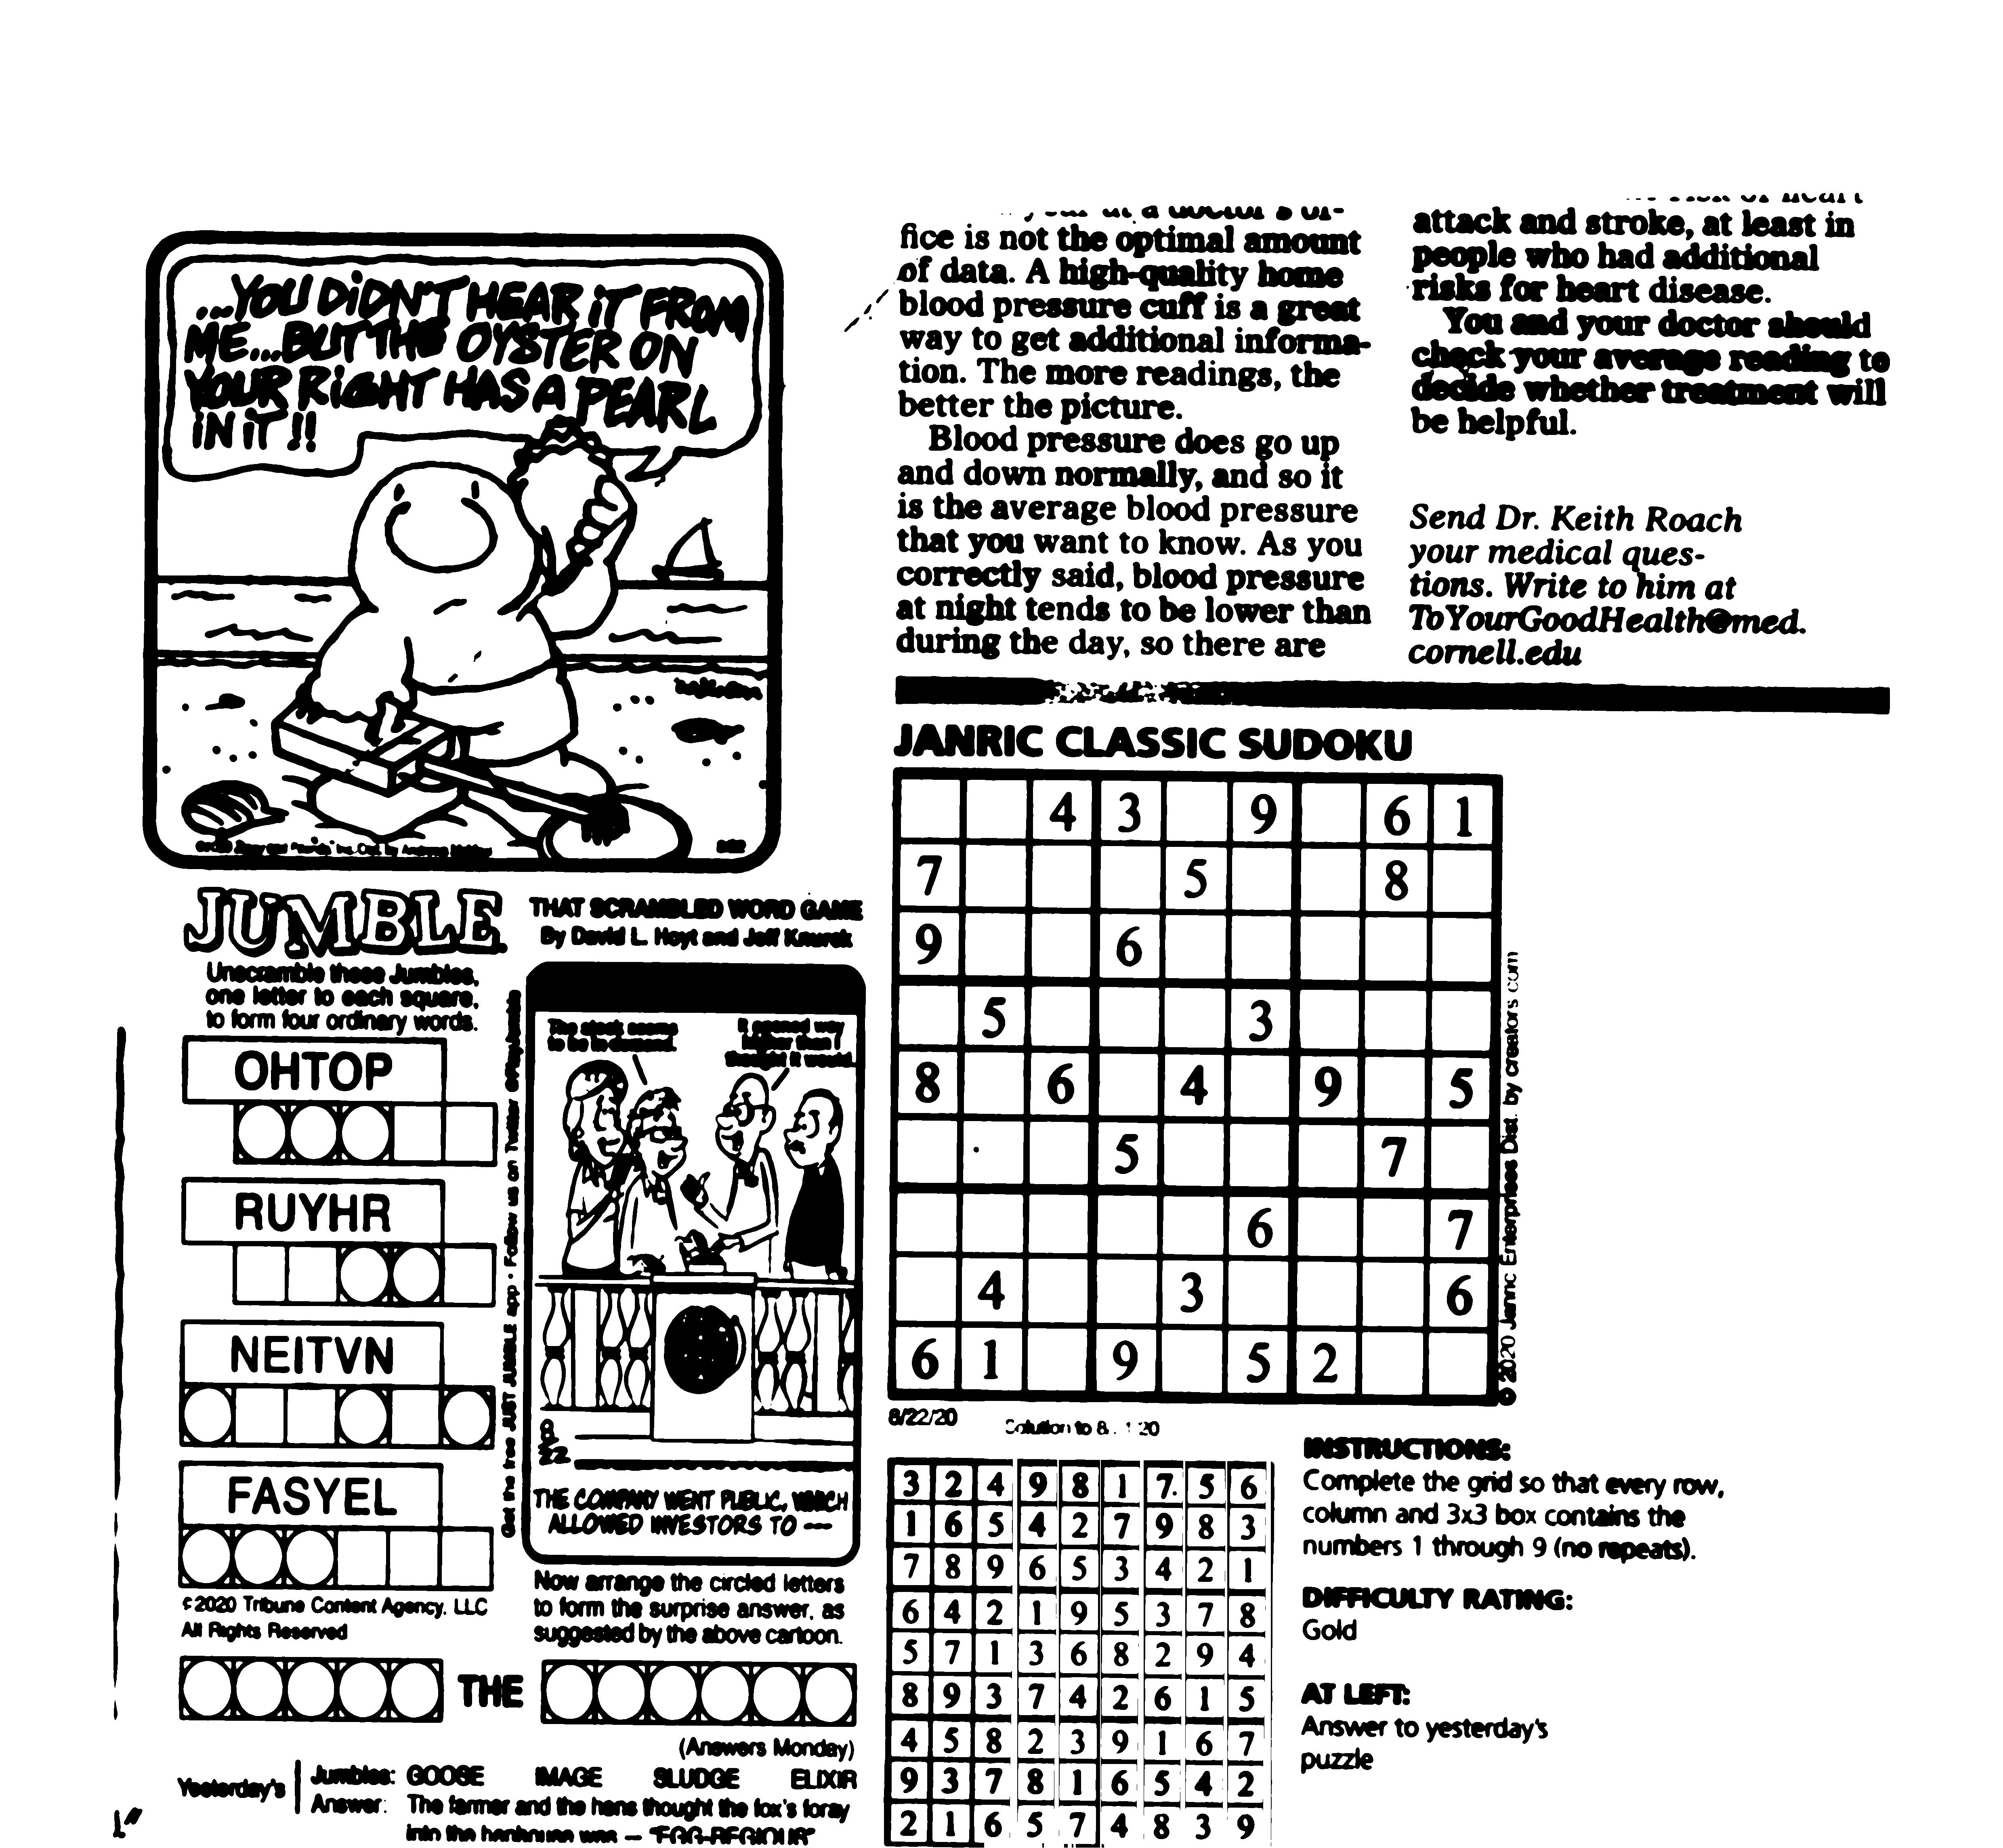 ...YOU DiDN'T HEAR iT FROM
ME...BUT THE OYSTER ON
YOUR RiGHT HAS A PEARL
iN iT !!
JUMBLE
THAT SCRAMBLED WORD GAME
By David L. Hoyt and Jeff Knurek
Unscramble these Jumbles,
one letter to each square,
to form four ordinary words.
OHTOP
RUYHR
NEITVN
FASYEL
©2020 Tribune Content Agency, LLC
All Rights Reserved
Get the free JUST JUMBLE app • Follow us on Twitter
The stock seems
to be in demand.
It opened way
higher than I
thought it would.
8/22
THE COMPANY WENT PUBLIC, WHICH
ALLOWED INVESTORS TO ---
Now arrange the circled letters
to form the surprise answer, as
suggested by the above cartoon.
THE
(Answers Monday)
Yesterday's
Jumbles: GOOSE IMAGE SLUDGE ELIXIR
Answer: The farmer and the hens thought the fox's foray
into the henhouse was — "EGG-REGIOUS"
fice is not the optimal amount
of data. A high-quality home
blood pressure cuff is a great
way to get additional informa-
tion. The more readings, the
better the picture.
Blood pressure does go up
and down normally, and so it
is the average blood pressure
that you want to know. As you
correctly said, blood pressure
at night tends to be lower than
during the day, so there are
attack and stroke, at least in
people who had additional
risks for heart disease.
You and your doctor should
check your average reading to
decide whether treatment will
be helpful.
Send Dr. Keith Roach
your medical ques-
tions. Write to him at
ToYourGoodHealth@med.
cornell.edu
JANRIC CLASSIC SUDOKU
4 3 9 6 1
7 5 8
9 6
5 3
8 6 4 9 5
5 7
6 7
4 3 6
6 1 9 5 2
© 2020 Janric Enterprises Dist. by creators.com
8/22/20
Solution to 8
3 2 4 9 8 1 7 5 6
1 6 5 4 2 7 9 8 3
7 8 9 6 5 3 4 2 1
6 4 2 1 9 5 3 7 8
5 7 1 3 6 8 2 9 4
8 9 3 7 4 2 6 1 5
4 5 8 2 3 9 1 6 7
9 3 7 8 1 6 5 4 2
2 1 6 5 7 4 8 3 9
INSTRUCTIONS:
Complete the grid so that every row,
column and 3x3 box contains the
numbers 1 through 9 (no repeats).
DIFFICULTY RATING:
Gold
AT LEFT:
Answer to yesterday's
puzzle